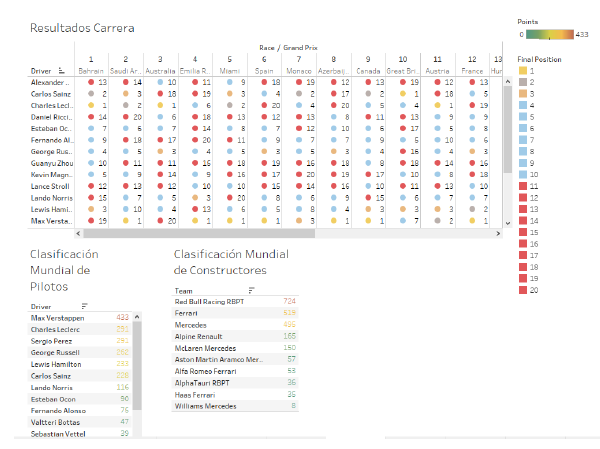 Resultados Carrera
Points
0 433
Race / Grand Prix
1 2 3 4 5 6 7 8 9 10 11 12
Driver Bahrain Saudi Ar.. Australia Emilia R.. Miami Spain Monaco Azerbaij.. Canada Great Bri.. Austria France Hur
Alexander .. 13 14 10 11 9 18 19 12 13 19 12 13
Carlos Sainz 2 3 18 19 3 4 2 17 2 1 18 5
Charles Lecl.. 1 2 1 6 2 20 4 20 5 4 1 19
Daniel Ricci.. 14 20 6 18 13 12 13 8 11 13 9 9
Esteban Oc.. 7 6 7 14 8 7 12 10 6 17 5 8
Fernando Al.. 9 18 17 20 11 9 7 7 9 5 10 6
George Rus.. 4 5 3 4 5 3 5 3 4 16 4 3
Guanyu Zhou 10 11 11 16 18 19 16 18 8 18 14 16
Kevin Magn.. 5 9 14 9 16 17 20 19 17 10 8 18
Lance Stroll 12 13 12 10 10 15 14 16 10 11 13 10
Lando Norris 15 7 5 3 20 8 6 9 15 6 7 7
Lewis Hami.. 3 10 4 13 6 5 8 4 3 3 3 2
Max Versta.. 19 1 20 1 1 1 3 1 1 7 2 1
Final Position
1
2
3
4
5
6
7
8
9
10
11
12
13
14
15
16
17
18
19
20
Clasificación
Mundial de
Pilotos
Driver
Max Verstappen 433
Charles Leclerc 291
Sergio Perez 291
George Russell 262
Lewis Hamilton 233
Carlos Sainz 228
Lando Norris 116
Esteban Ocon 90
Fernando Alonso 76
Valtteri Bottas 47
Sebastian Vettel 39
Clasificación Mundial
de Constructores
Team
Red Bull Racing RBPT 724
Ferrari 519
Mercedes 495
Alpine Renault 165
McLaren Mercedes 150
Aston Martin Aramco Mer.. 57
Alfa Romeo Ferrari 53
AlphaTauri RBPT 36
Haas Ferrari 36
Williams Mercedes 8